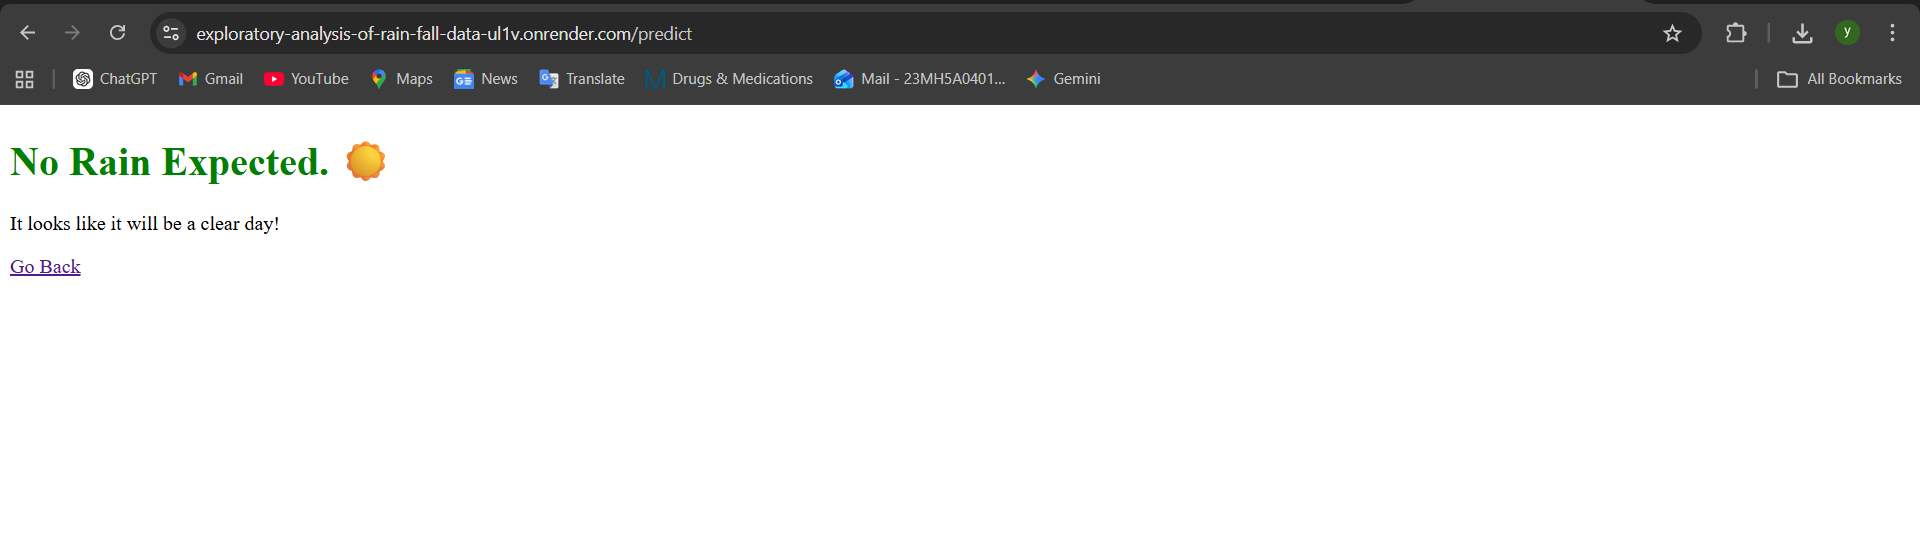 exploratory-analysis-of-rain-fall-data-ul1v.onrender.com/predict
y
ChatGPT Gmail YouTube Maps News Translate M Drugs & Medications Mail - 23MH5A0401... Gemini All Bookmarks
No Rain Expected.
It looks like it will be a clear day!
Go Back